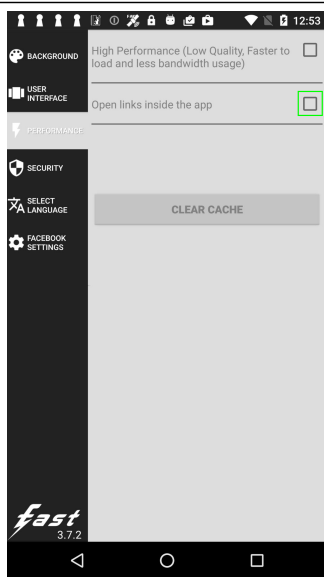 12:53
BACKGROUND
USER
INTERFACE
PERFORMANCE
SECURITY
SELECT
LANGUAGE
FACEBOOK
SETTINGS
High Performance (Low Quality, Faster to
load and less bandwidth usage)
Open links inside the app
CLEAR CACHE
fast
3.7.2